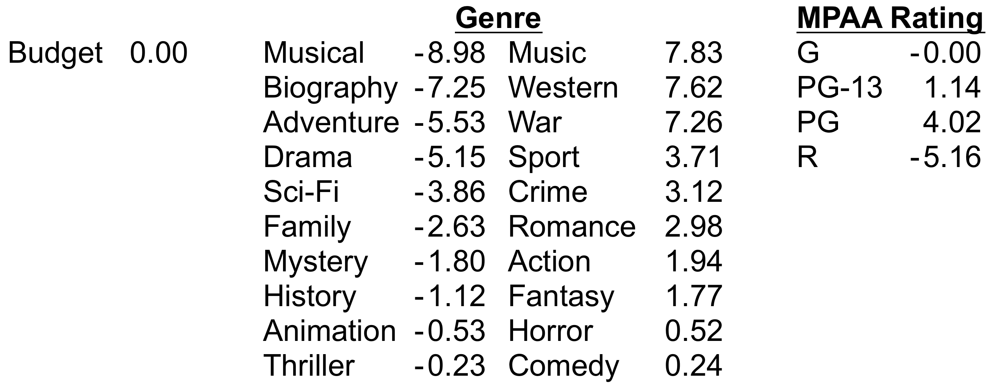 Genre MPAA Rating
Budget 0.00 Musical -8.98 Music 7.83 G -0.00
Biography -7.25 Western 7.62 PG-13 1.14
Adventure -5.53 War 7.26 PG 4.02
Drama -5.15 Sport 3.71 R -5.16
Sci-Fi -3.86 Crime 3.12
Family -2.63 Romance 2.98
Mystery -1.80 Action 1.94
History -1.12 Fantasy 1.77
Animation -0.53 Horror 0.52
Thriller -0.23 Comedy 0.24